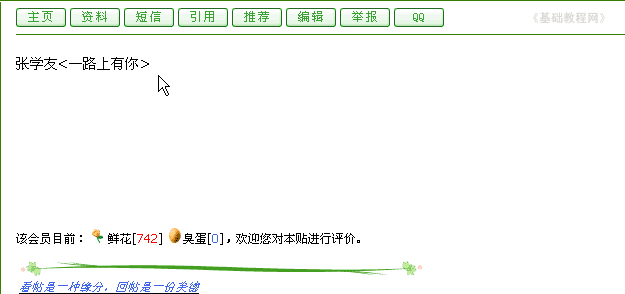 主页 资料 短信 引用 推荐 编辑 举报 QQ 《基础教程网》
张学友<一路上有你>
该会员目前： 鲜花[742] 臭蛋[0]，欢迎您对本贴进行评价。
看帖是一种缘分，回帖是一份美德